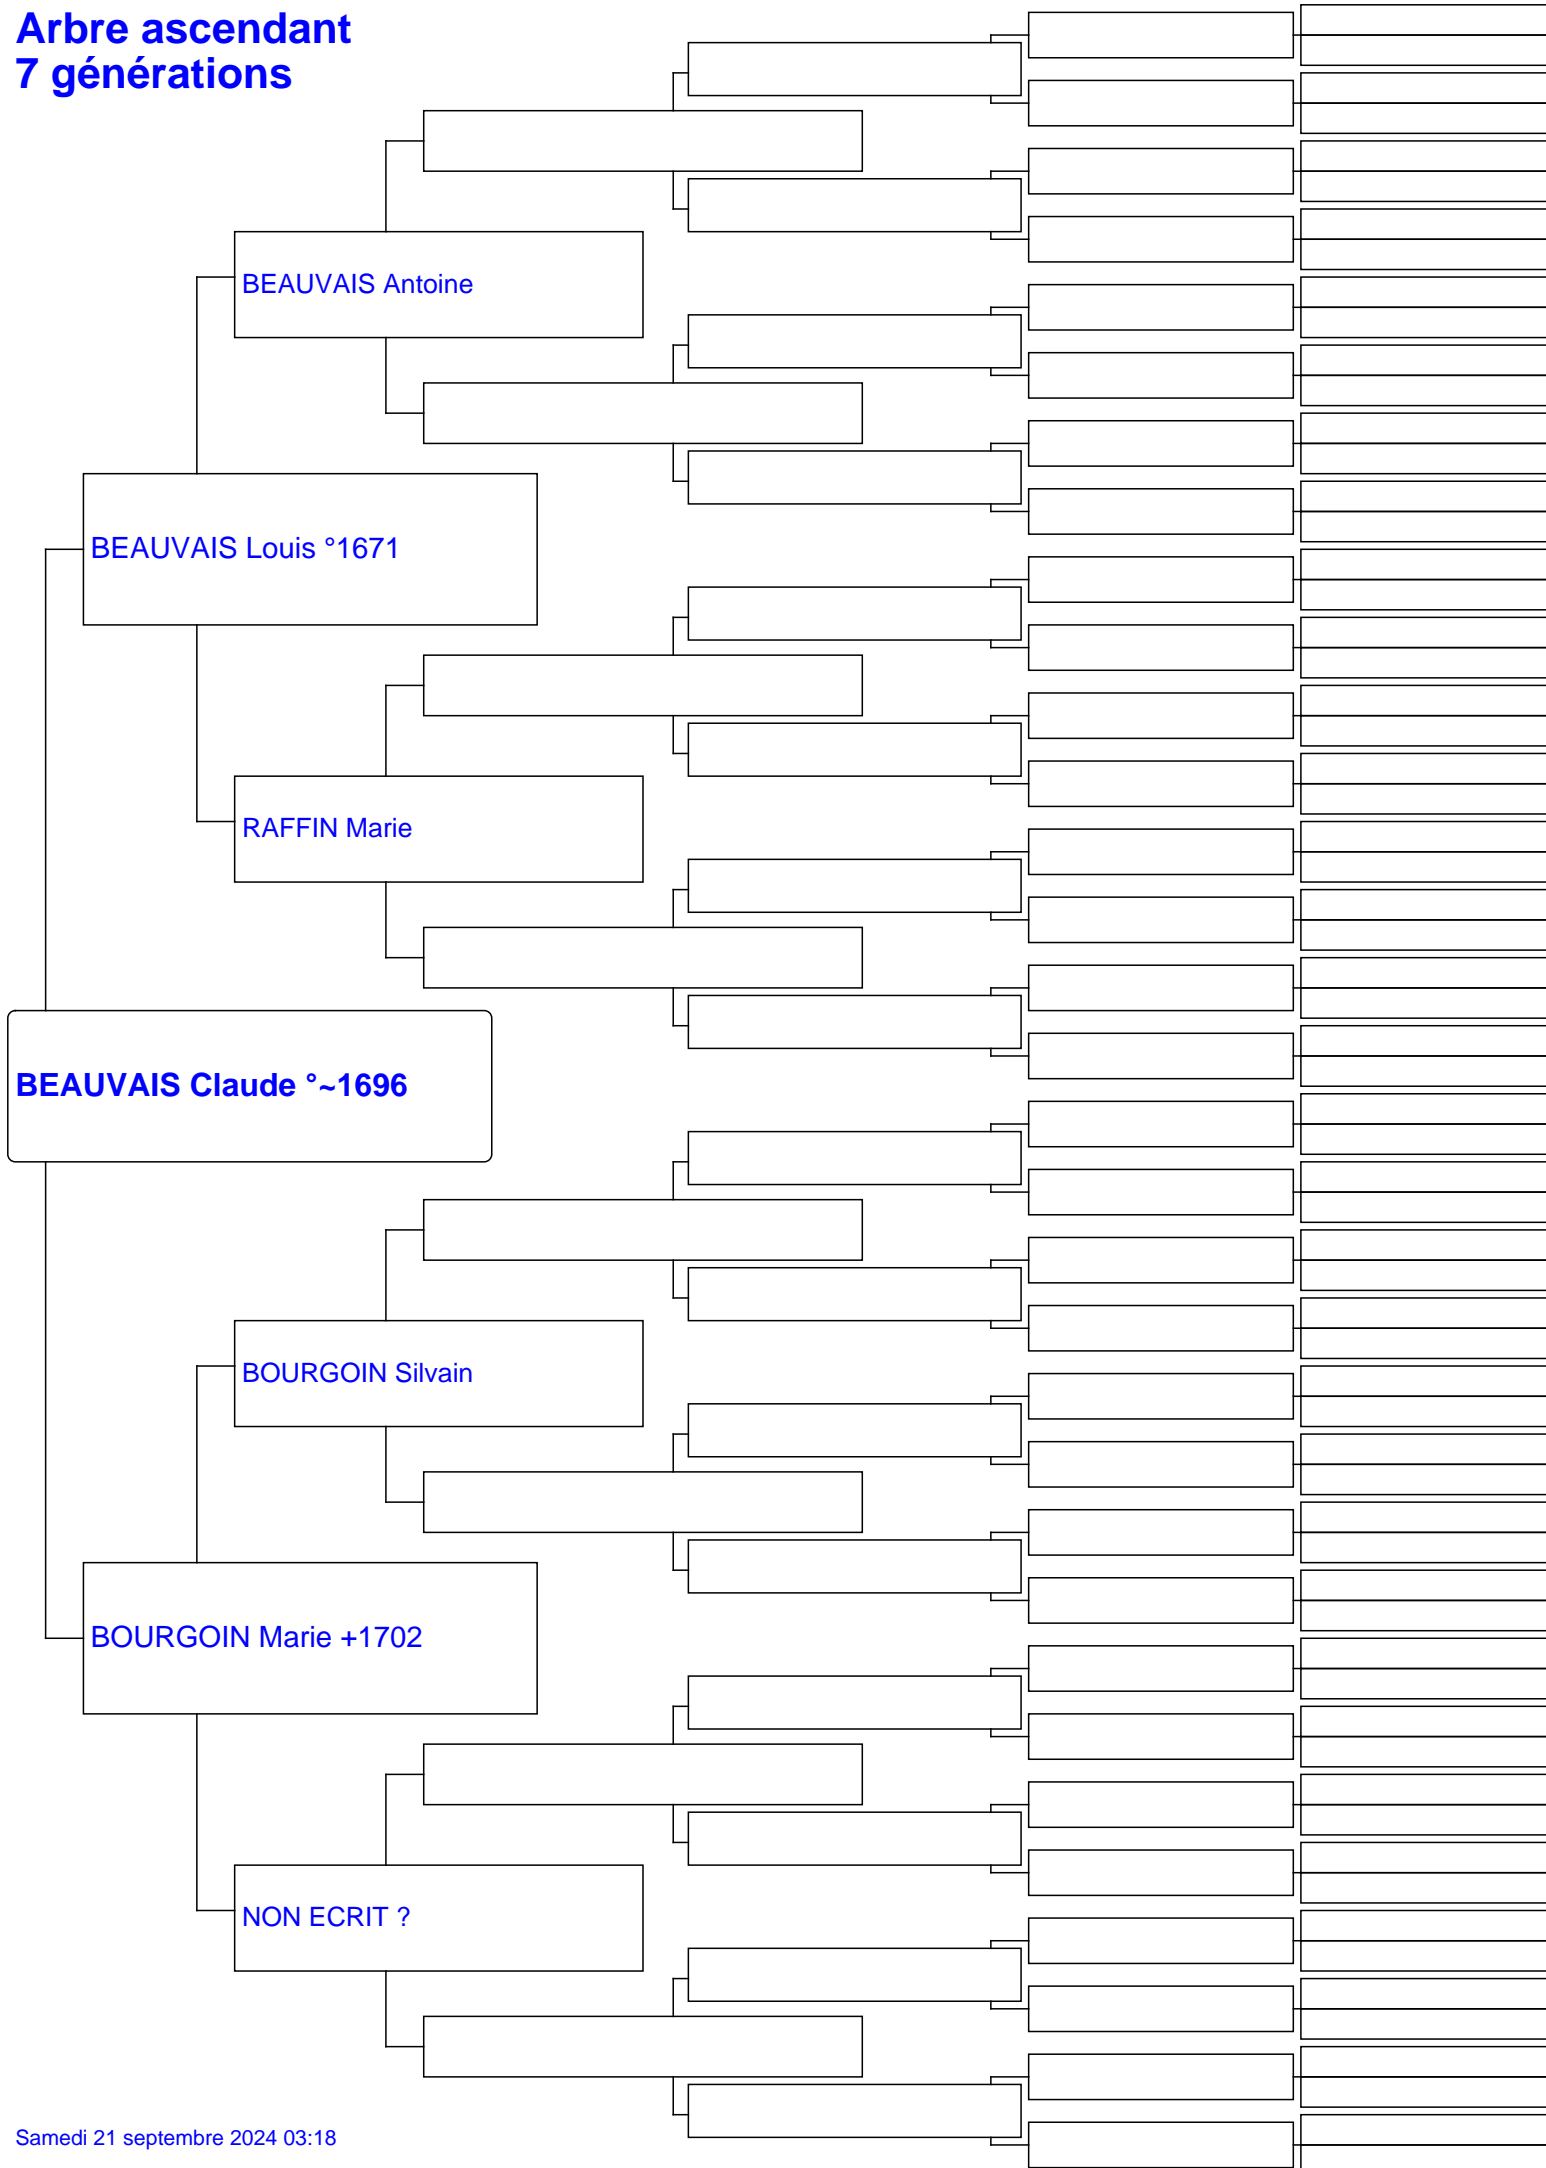 Arbre ascendant
7 générations
BEAUVAIS Antoine
BEAUVAIS Louis °1671
RAFFIN Marie
BEAUVAIS Claude °~1696
BOURGOIN Silvain
BOURGOIN Marie +1702
NON ECRIT ?
Samedi 21 septembre 2024 03:18